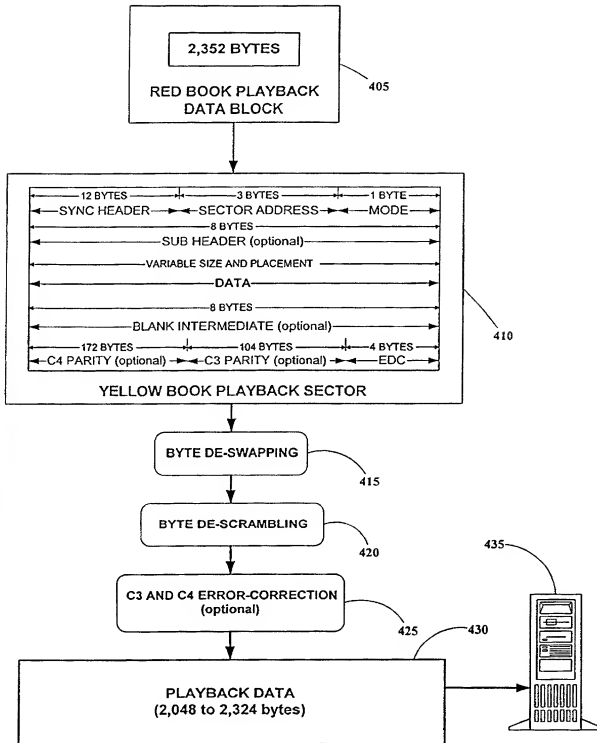 2,352 BYTES
RED BOOK PLAYBACK
DATA BLOCK
405
12 BYTES 3 BYTES 1 BYTE
SYNC HEADER SECTOR ADDRESS MODE
8 BYTES
SUB HEADER (optional)
VARIABLE SIZE AND PLACEMENT
DATA
8 BYTES
BLANK INTERMEDIATE (optional)
172 BYTES 104 BYTES 4 BYTES
C4 PARITY (optional) C3 PARITY (optional) EDC
410
YELLOW BOOK PLAYBACK SECTOR
BYTE DE-SWAPPING
415
BYTE DE-SCRAMBLING
420
435
C3 AND C4 ERROR-CORRECTION
(optional)
425
430
PLAYBACK DATA
(2,048 to 2,324 bytes)